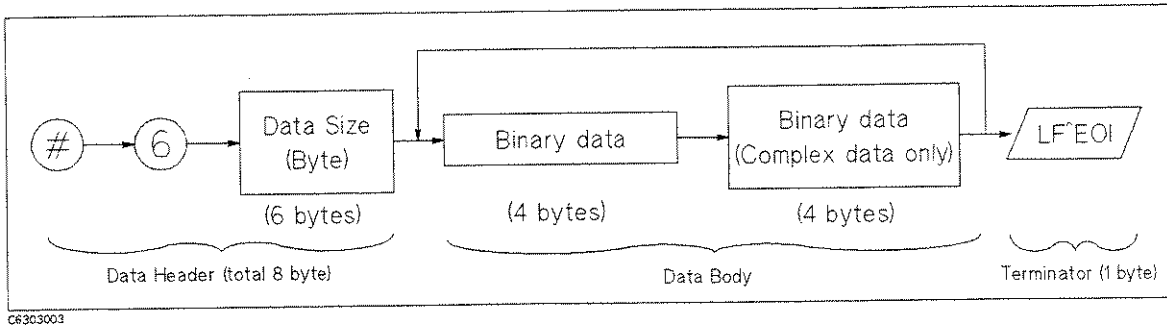 #
6
Data Size
(Byte)
Binary data
Binary data
(Complex data only)
LF^EOI
(6 bytes)
(4 bytes)
(4 bytes)
Data Header (total 8 byte)
Data Body
Terminator (1 byte)
C6303003